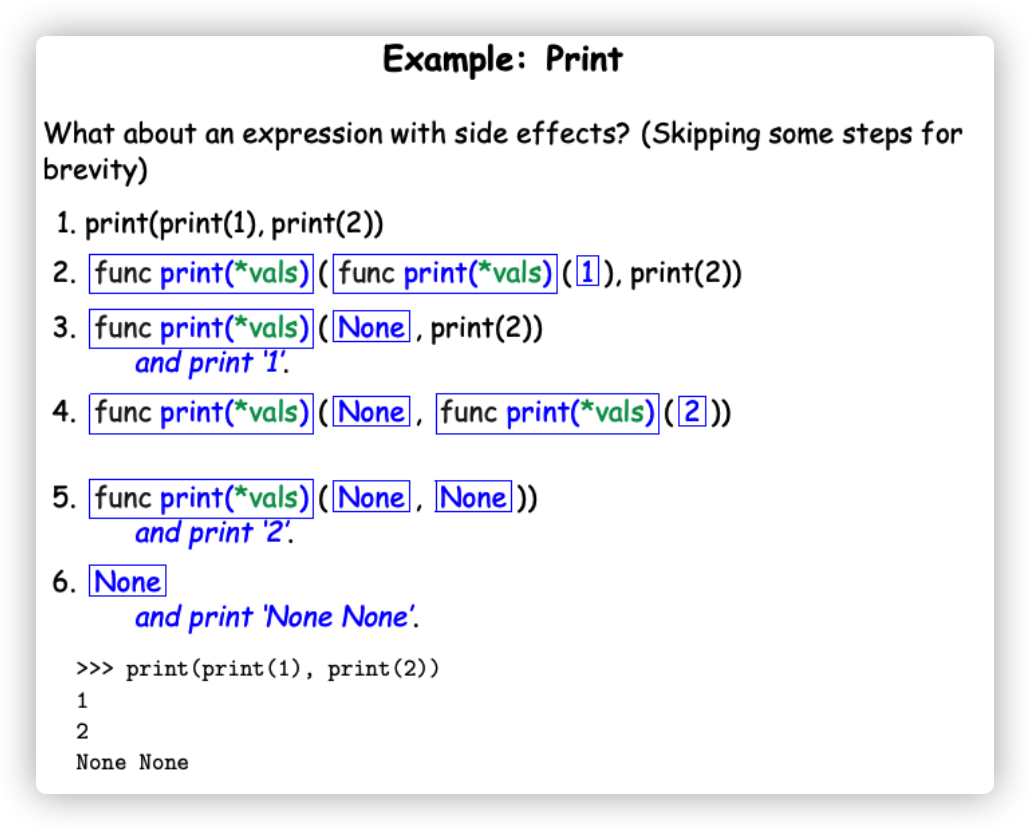 Example: Print
What about an expression with side effects? (Skipping some steps for
brevity)
1. print(print(1), print(2))
2. func print(*vals) ( func print(*vals) ( 1 ), print(2))
3. func print(*vals) ( None , print(2))
and print '1'.
4. func print(*vals) ( None , func print(*vals) ( 2 ))
5. func print(*vals) ( None , None ))
and print '2'.
6. None
and print 'None None'.
>>> print(print(1), print(2))
1
2
None None